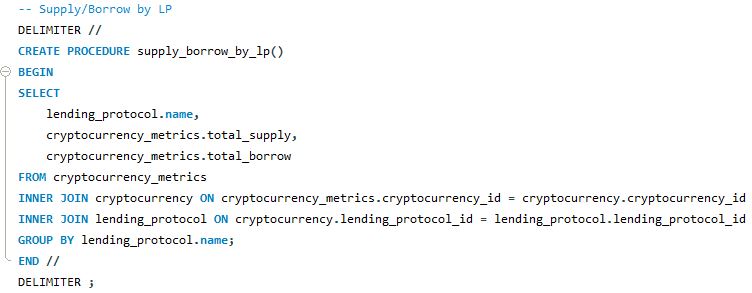 -- Supply/Borrow by LP
DELIMITER //
CREATE PROCEDURE supply_borrow_by_lp()
BEGIN
SELECT
    lending_protocol.name,
    cryptocurrency_metrics.total_supply,
    cryptocurrency_metrics.total_borrow
FROM cryptocurrency_metrics
INNER JOIN cryptocurrency ON cryptocurrency_metrics.cryptocurrency_id = cryptocurrency.cryptocurrency_id
INNER JOIN lending_protocol ON cryptocurrency.lending_protocol_id = lending_protocol.lending_protocol_id
GROUP BY lending_protocol.name;
END //
DELIMITER ;